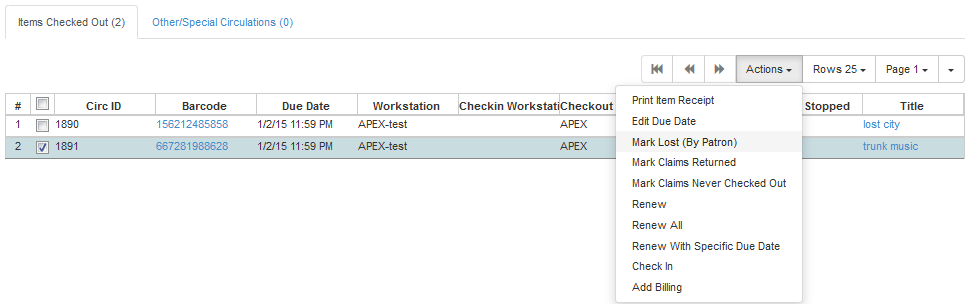 Items Checked Out (2) Other/Special Circulations (0)
Actions Rows 25 Page 1
# Circ ID Barcode Due Date Workstation Checkin Workstati Checkout Stopped Title
1 1890 156212485858 1/2/15 11:59 PM APEX-test APEX lost city
2 1891 667281988628 1/2/15 11:59 PM APEX-test APEX trunk music
Print Item Receipt
Edit Due Date
Mark Lost (By Patron)
Mark Claims Returned
Mark Claims Never Checked Out
Renew
Renew All
Renew With Specific Due Date
Check In
Add Billing